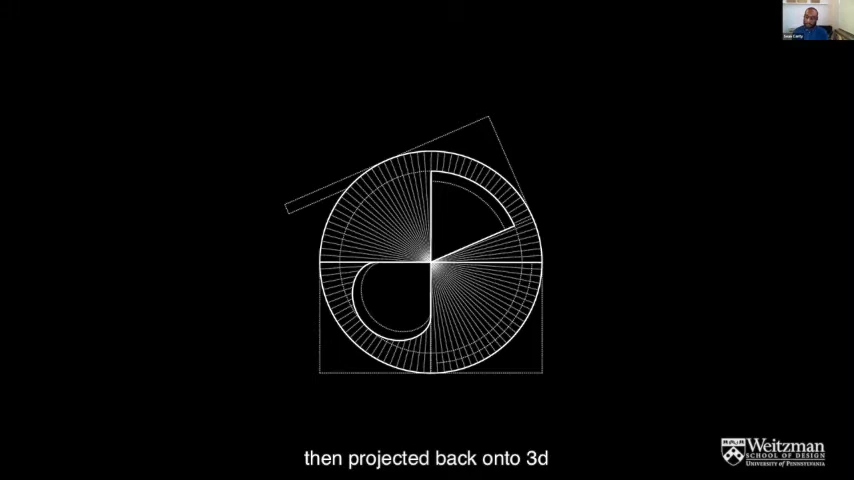 then projected back onto 3d
Weitzman
SCHOOL OF DESIGN
UNIVERSITY OF PENNSYLVANIA